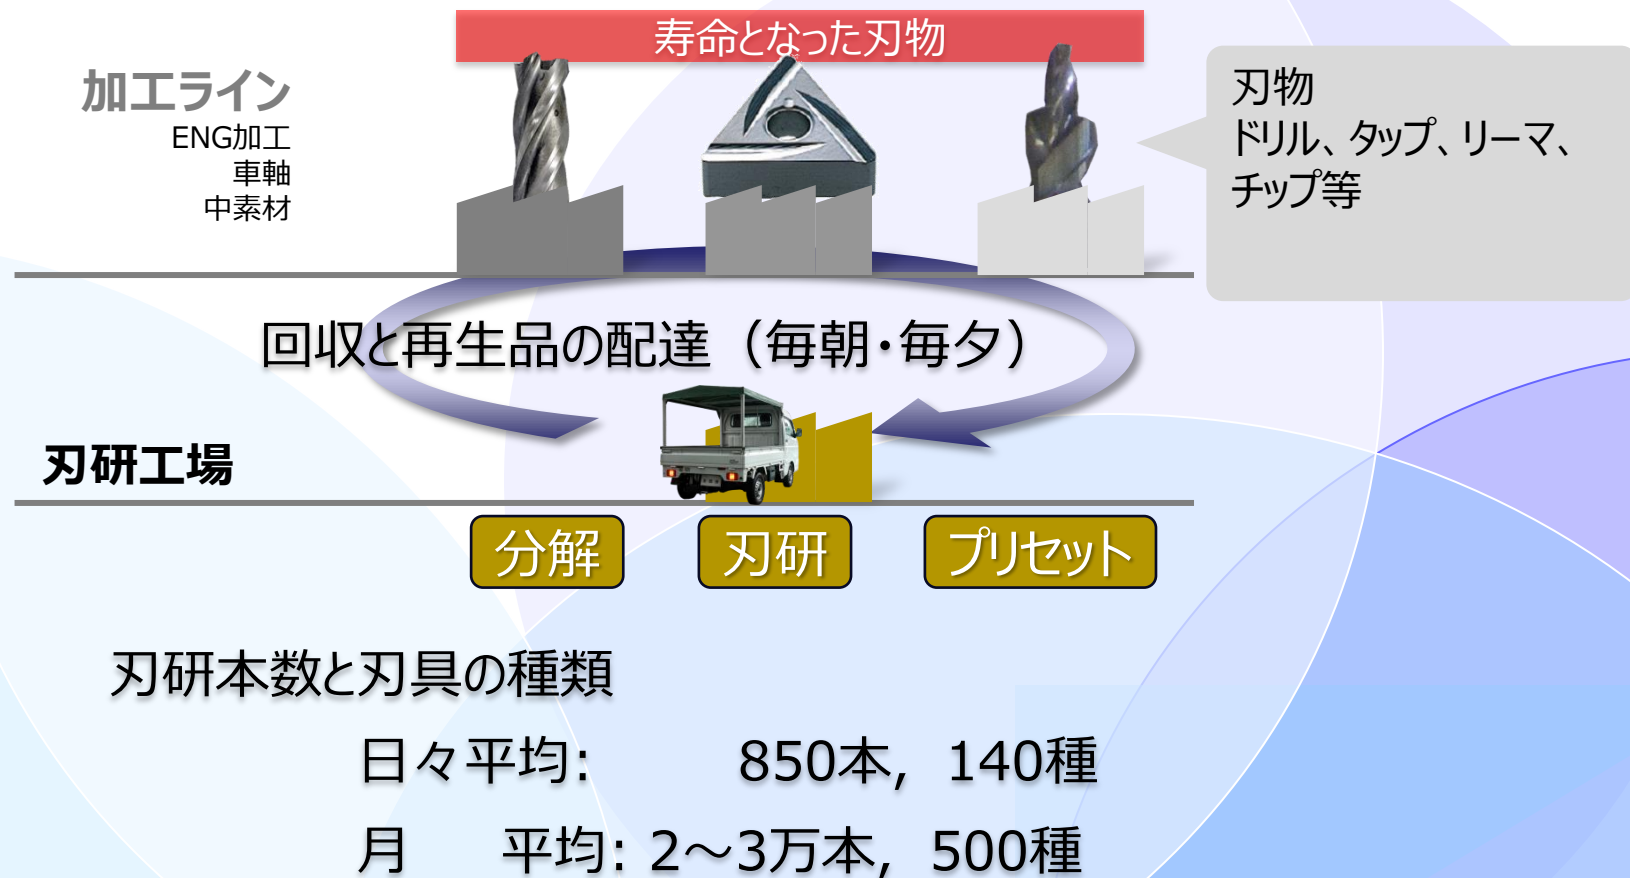 寿命となった刃物
加工ライン
ENG加工
車軸
中素材
刃物
ドリル、タップ、リーマ、
チップ等
回収と再生品の配達（毎朝・毎夕）
刃研工場
分解
刃研
プリセット
刃研本数と刃具の種類
日々平均: 850本, 140種
月 平均: 2～3万本, 500種